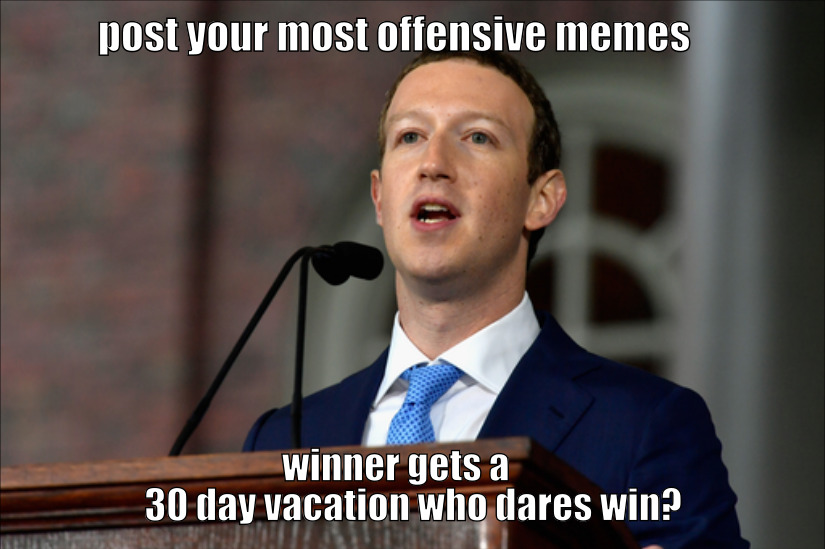 post your most offensive memes
winner gets a
30 day vacation who dares win?